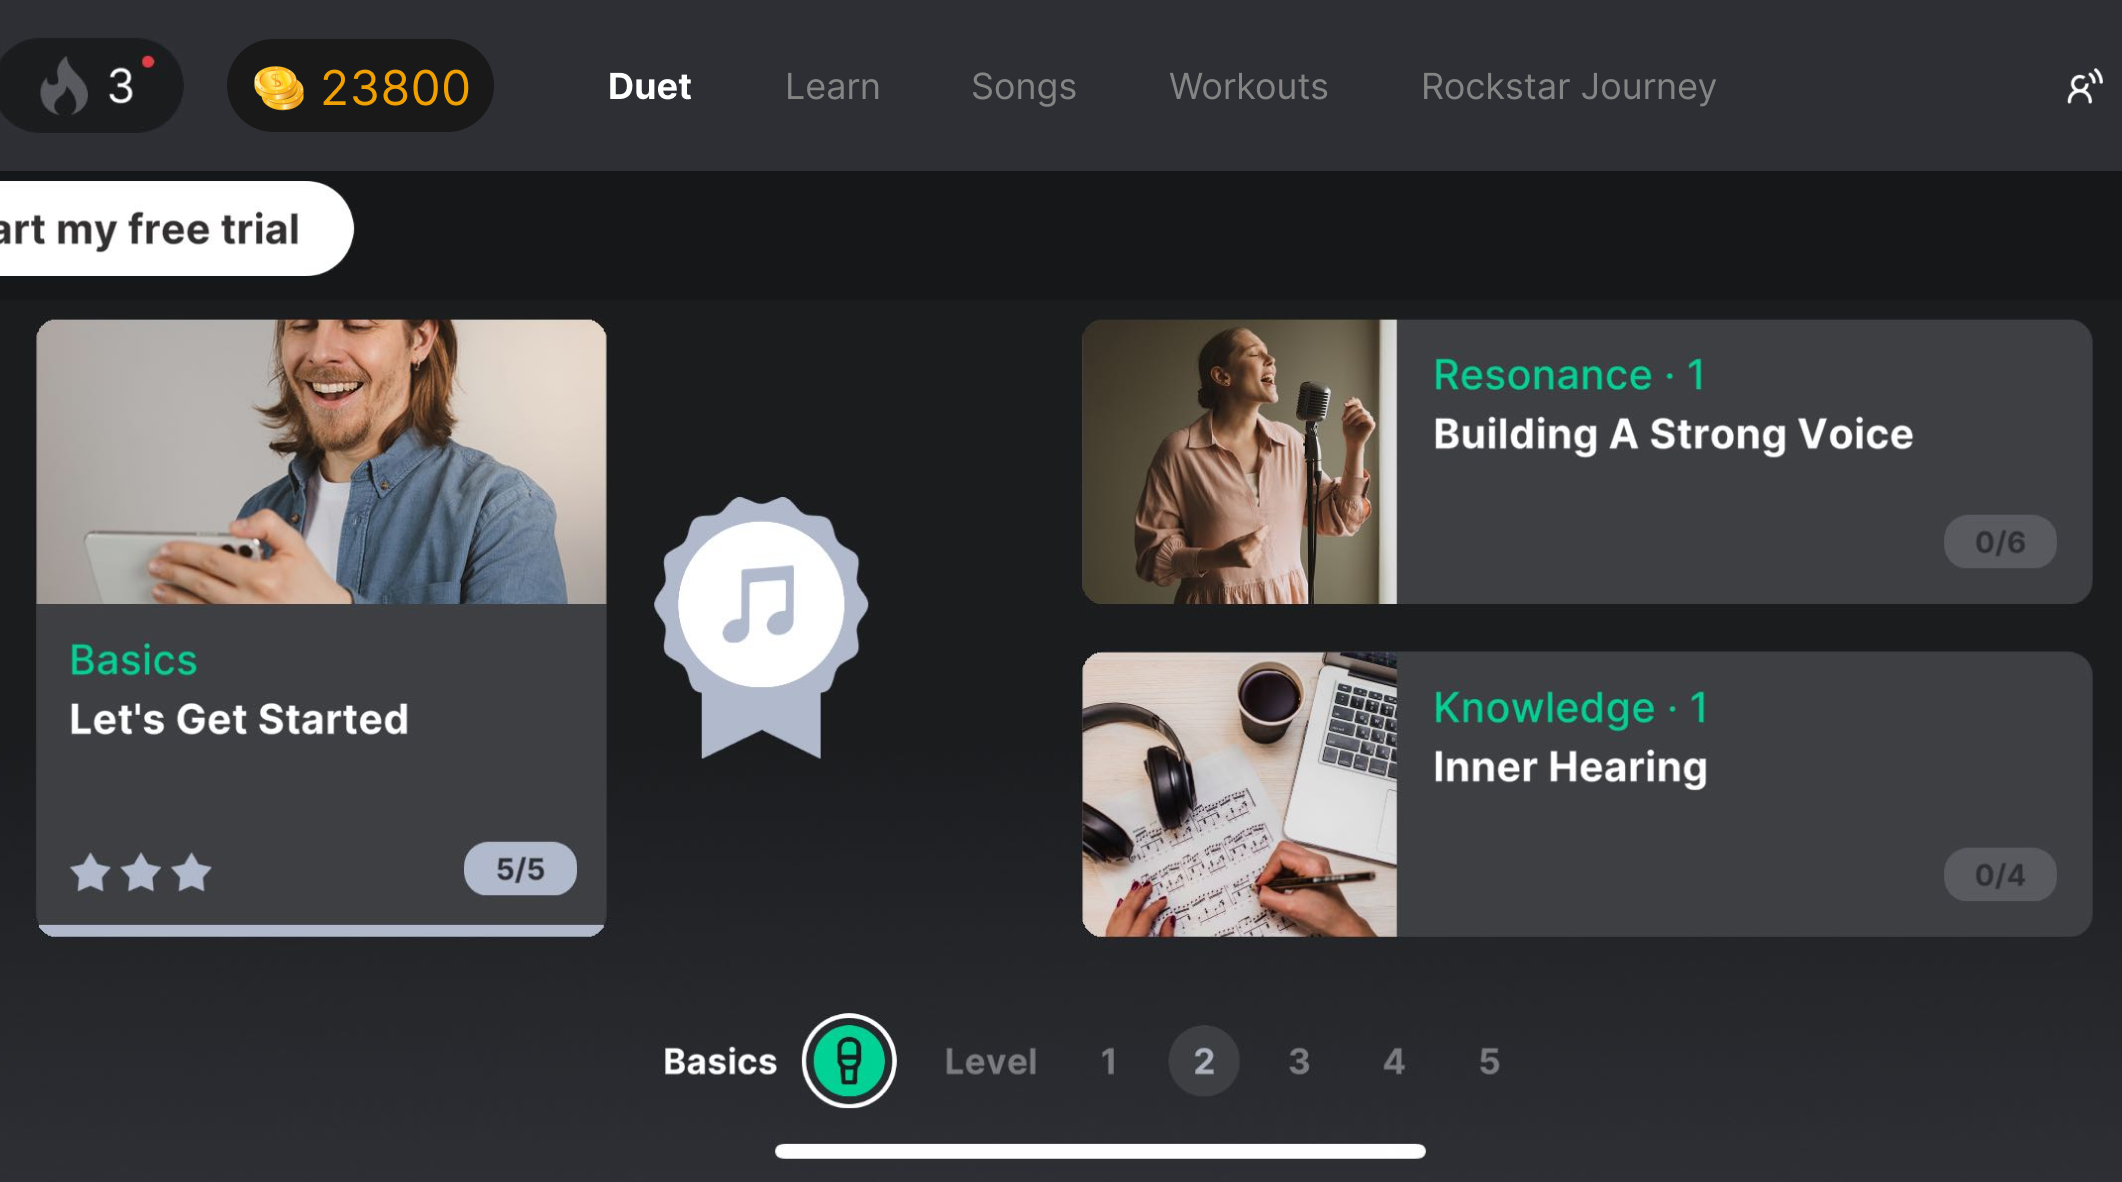 3
23800
Duet
Learn
Songs
Workouts
Rockstar Journey
art my free trial
Basics
Let's Get Started
5/5
Resonance · 1
Building A Strong Voice
0/6
Knowledge · 1
Inner Hearing
0/4
Basics
Level
1
2
3
4
5